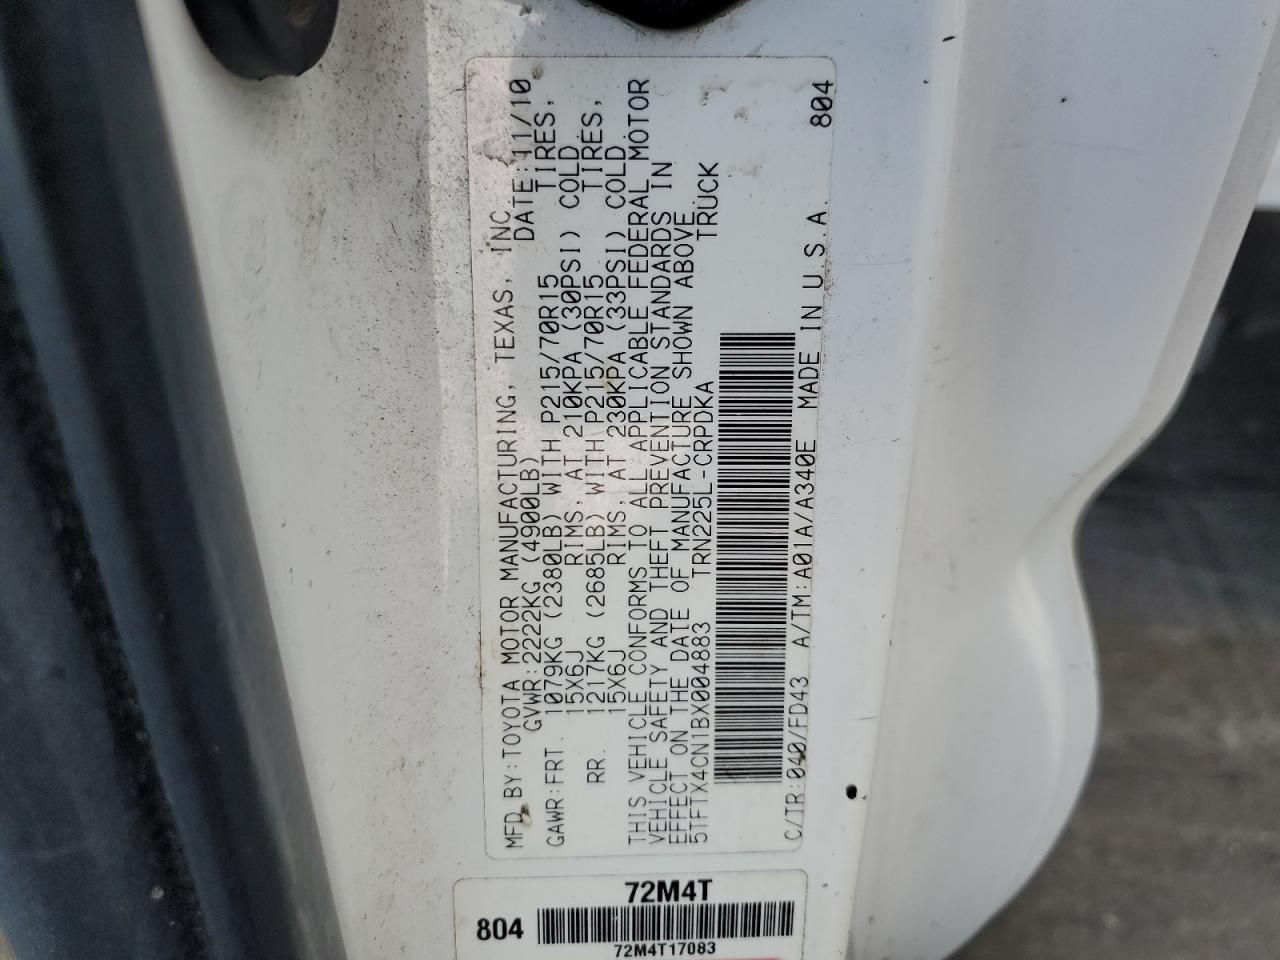 MFD BY:TOYOTA MOTOR MANUFACTURING, TEXAS, INC
GVWR:2222KG (4900LB) DATE:11/10
GAWR:FRT. 1079KG (2380LB) WITH P215/70R15 TIRES,
15X6J RIMS, AT 210KPA (30PSI) COLD
RR. 1217KG (2685LB) WITH P215/70R15 TIRES,
15X6J RIMS, AT 230KPA (33PSI) COLD
THIS VEHICLE CONFORMS TO ALL APPLICABLE FEDERAL MOTOR
VEHICLE SAFETY AND THEFT PREVENTION STANDARDS IN
EFFECT ON THE DATE OF MANUFACTURE SHOWN ABOVE.
5TFTX4CN1BX004883 TRN225L-CRPDKA TRUCK
C/TR:040/FD43 A/TM:A01A/A340E MADE IN U.S.A. 804
72M4T
804
72M4T17083